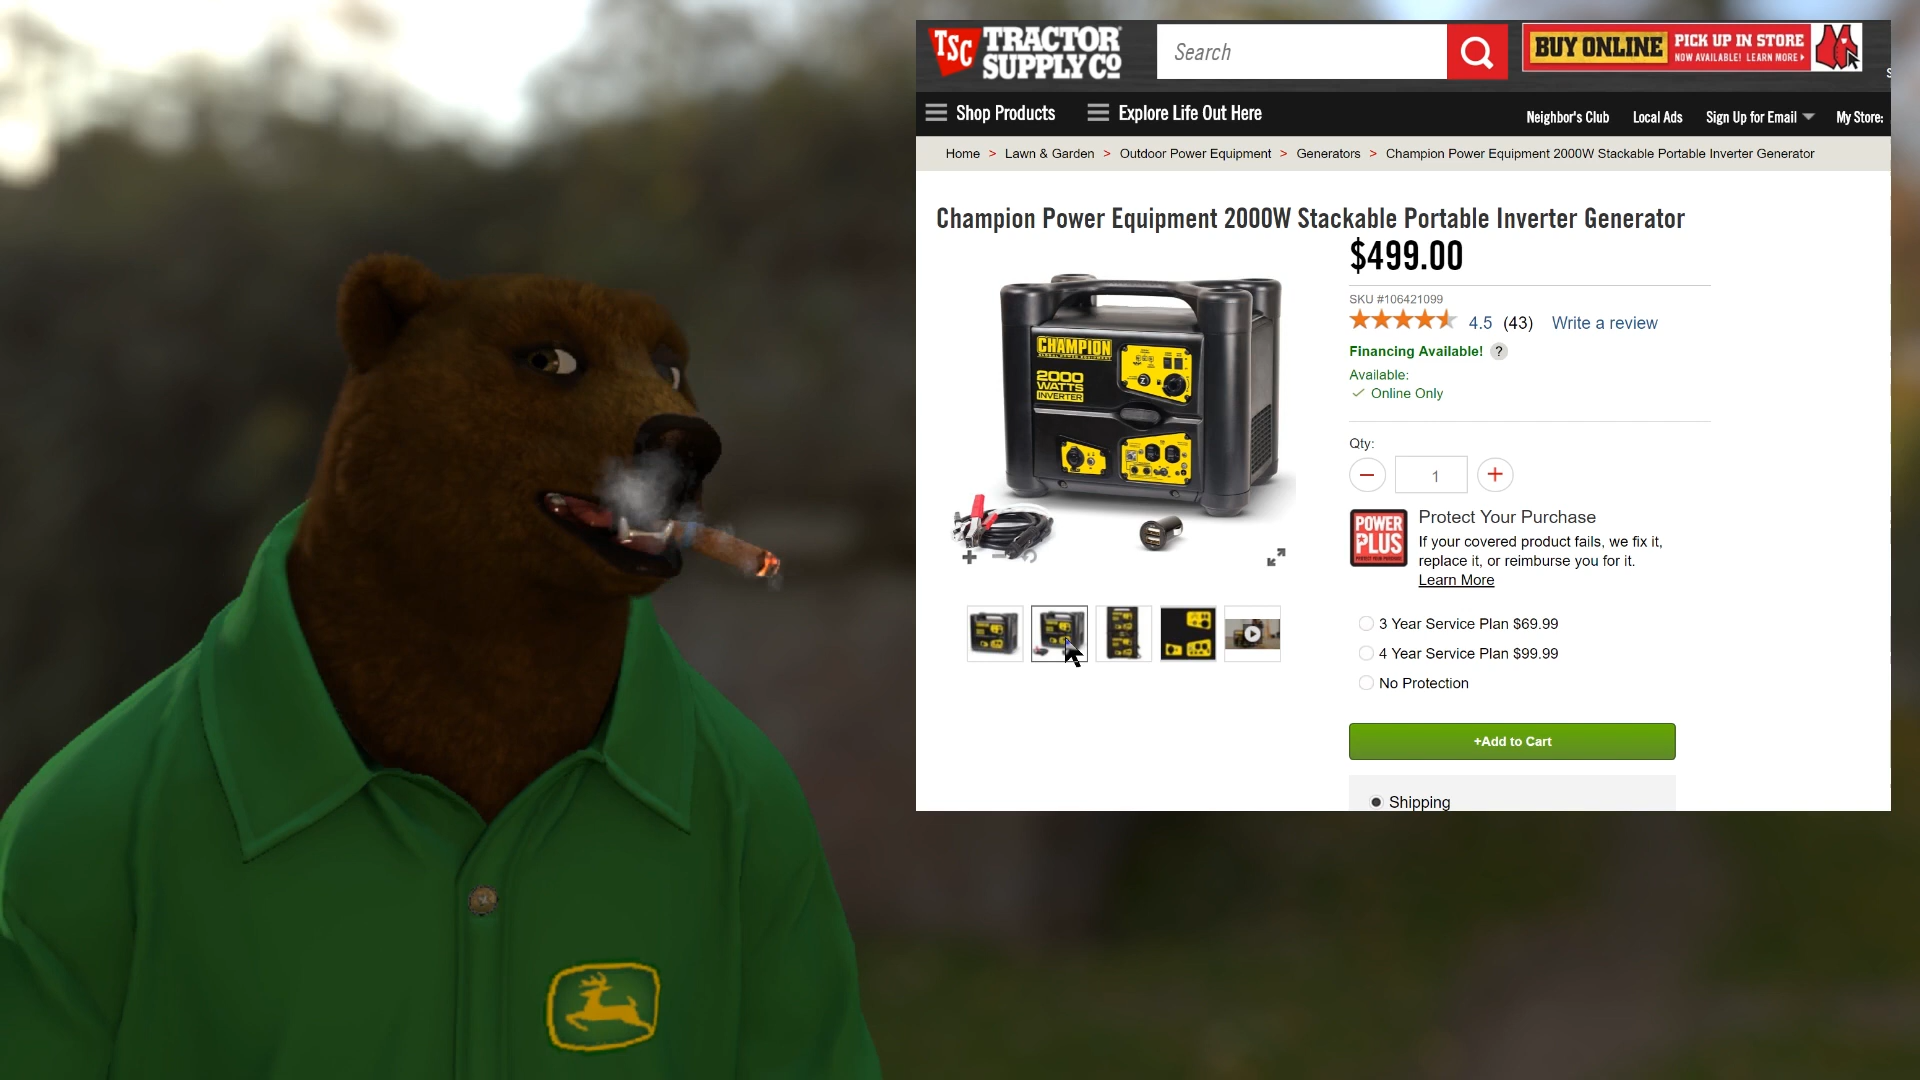 TSC TRACTOR SUPPLY CO
Search
BUY ONLINE PICK UP IN STORE
NOW AVAILABLE! LEARN MORE
Shop Products
Explore Life Out Here
Neighbor's Club
Local Ads
Sign Up for Email
My Store:
Home > Lawn & Garden > Outdoor Power Equipment > Generators > Champion Power Equipment 2000W Stackable Portable Inverter Generator
Champion Power Equipment 2000W Stackable Portable Inverter Generator
$499.00
SKU #106421099
4.5 (43) Write a review
Financing Available! ?
Available:
Online Only
CHAMPION
GLOBAL POWER EQUIPMENT
2000
WATTS
INVERTER
Qty:
1
POWER PLUS
Protect Your Purchase
If your covered product fails, we fix it,
replace it, or reimburse you for it.
Learn More
3 Year Service Plan $69.99
4 Year Service Plan $99.99
No Protection
+Add to Cart
Shipping